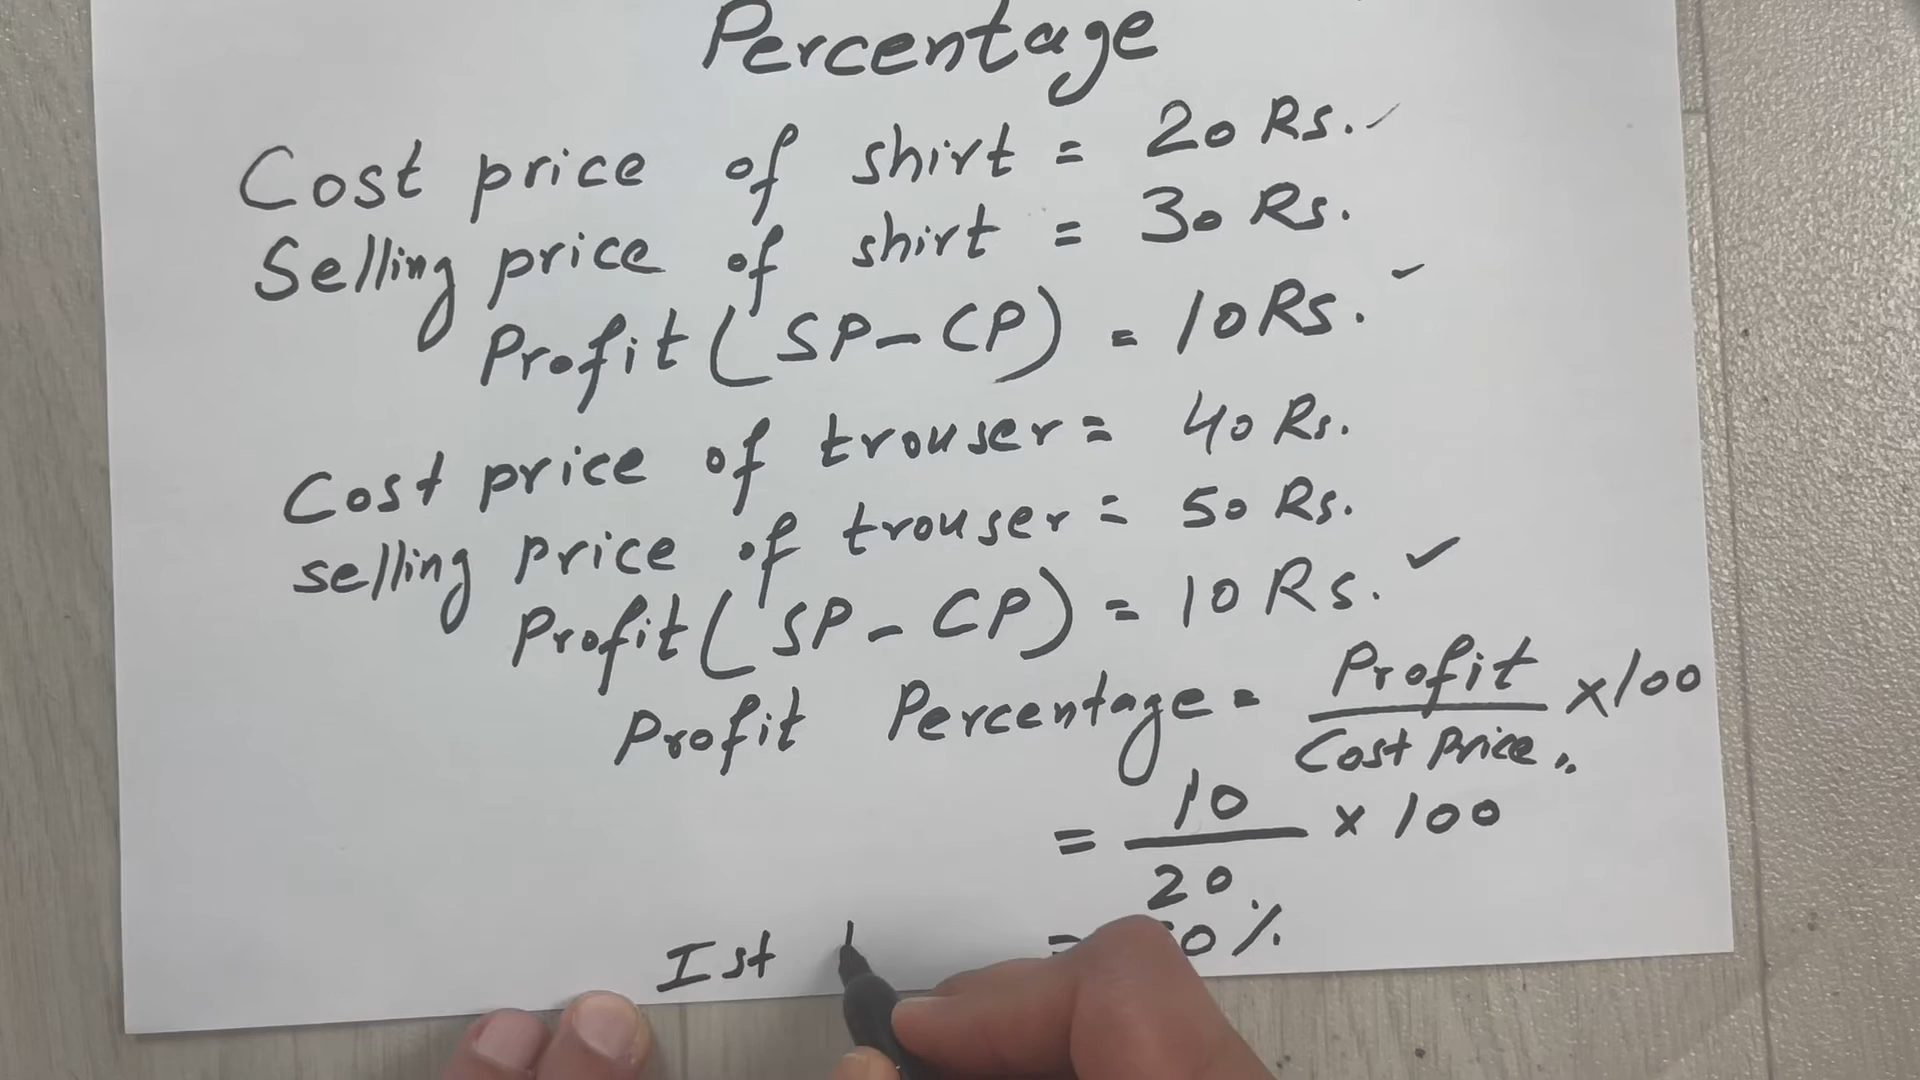 Percentage
Cost price of shirt = 20 Rs.
Selling price of shirt = 30 Rs.
Profit (SP - CP) = 10 Rs.
Cost price of trouser = 40 Rs.
selling price of trouser = 50 Rs.
Profit (SP - CP) = 10 Rs.
Profit Percentage = Profit / Cost Price × 100
= 10 / 20 × 100
= 0 %
Ist